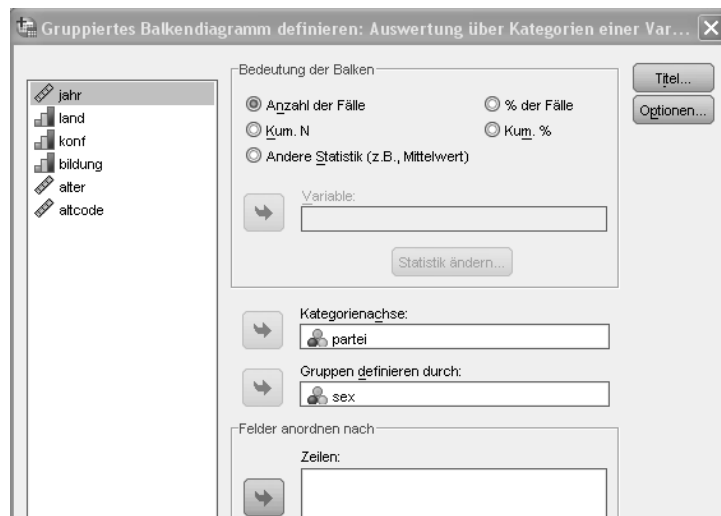 Gruppiertes Balkendiagramm definieren: Auswertung über Kategorien einer Var...
jahr
land
konf
bildung
alter
altcode
Bedeutung der Balken
Anzahl der Fälle
% der Fälle
Kum. N
Kum. %
Andere Statistik (z.B., Mittelwert)
Variable:
Statistik ändern...
Kategorienachse:
partei
Gruppen definieren durch:
sex
Felder anordnen nach
Zeilen:
Titel...
Optionen...